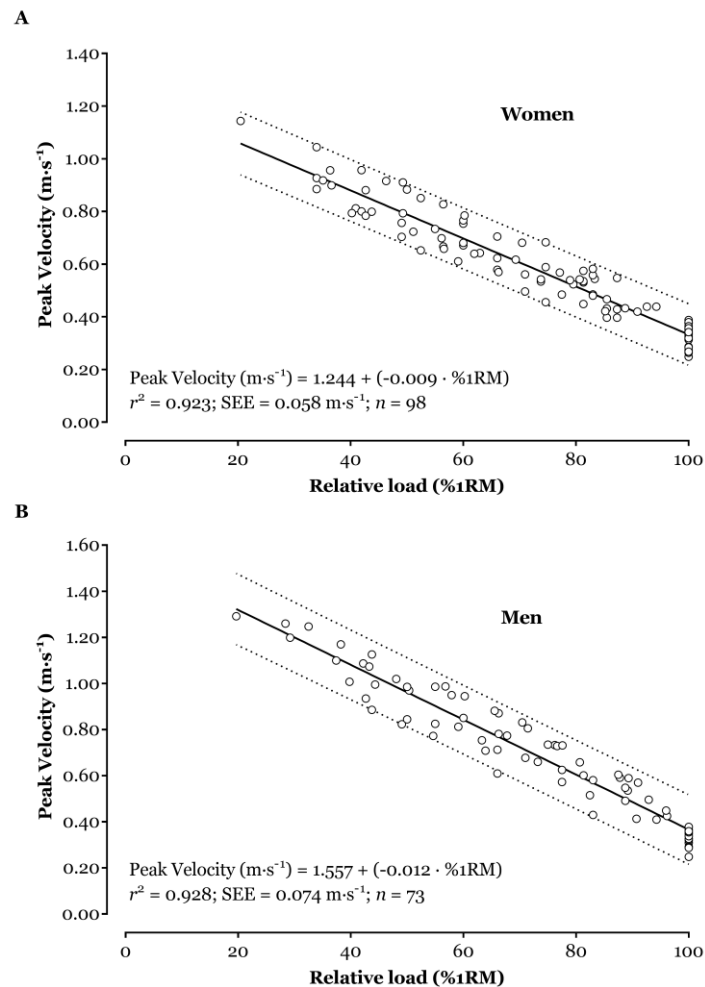 A
1.40
1.20
1.00
0.80
0.60
0.40
0.20
0.00
Peak Velocity (m·s⁻¹)
Women
Peak Velocity (m·s⁻¹) = 1.244 + (-0.009 · %1RM)
r² = 0.923; SEE = 0.058 m·s⁻¹; n = 98
0 20 40 60 80 100
Relative load (%1RM)
B
1.60
1.40
1.20
1.00
0.80
0.60
0.40
0.20
0.00
Peak Velocity (m·s⁻¹)
Men
Peak Velocity (m·s⁻¹) = 1.557 + (-0.012 · %1RM)
r² = 0.928; SEE = 0.074 m·s⁻¹; n = 73
0 20 40 60 80 100
Relative load (%1RM)